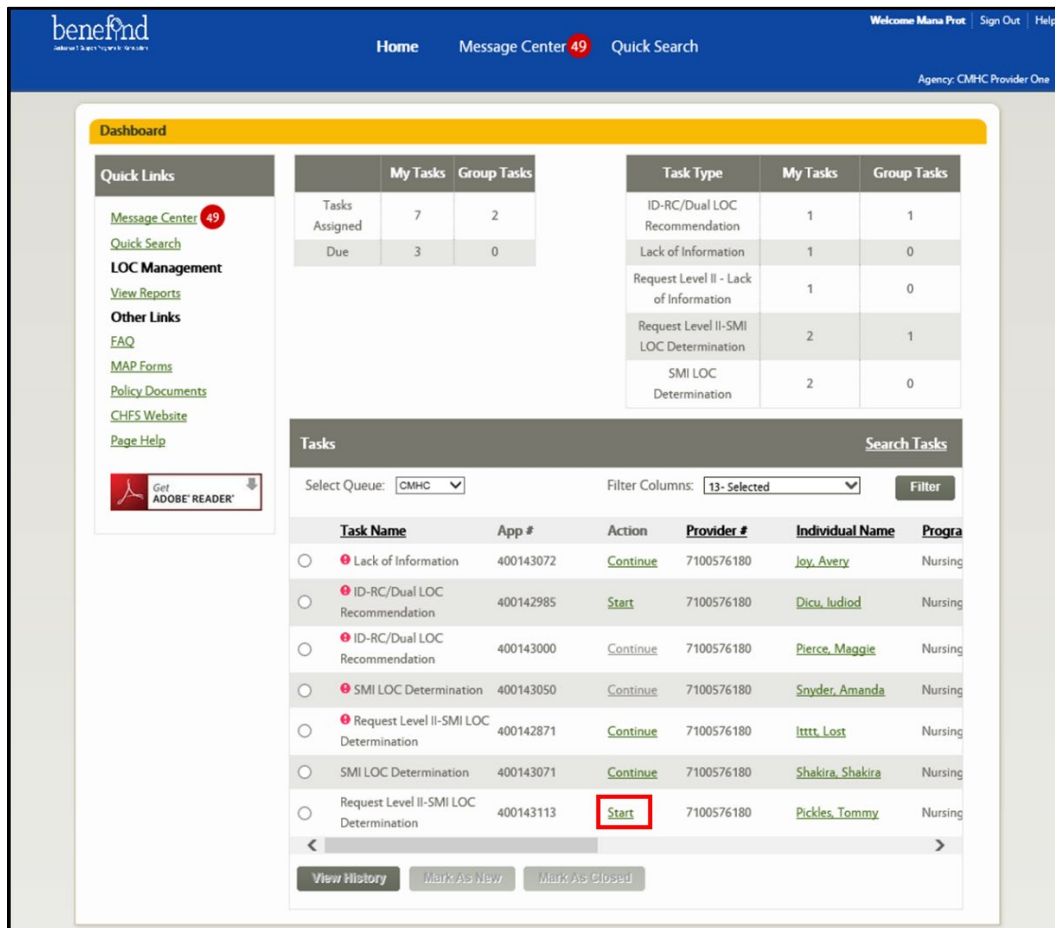 benefind
Welcome Mana Prot | Sign Out | Help
Home Message Center 49 Quick Search
Agency: CMHC Provider One
Dashboard
Quick Links
Message Center 49
Quick Search
LOC Management
View Reports
Other Links
FAQ
MAP Forms
Policy Documents
CHFS Website
Page Help
Get
ADOBE® READER®
My Tasks Group Tasks
Tasks
Assigned 7 2
Due 3 0
Task Type My Tasks Group Tasks
ID-RC/Dual LOC
Recommendation 1 1
Lack of Information 1 0
Request Level II - Lack
of Information 1 0
Request Level II-SMI
LOC Determination 2 1
SMI LOC
Determination 2 0
Tasks Search Tasks
Select Queue: CMHC Filter Columns: 13- Selected Filter
Task Name App # Action Provider # Individual Name Progra
Lack of Information 400143072 Continue 7100576180 Joy, Avery Nursing
ID-RC/Dual LOC
Recommendation 400142985 Start 7100576180 Dicu, Iudiod Nursing
ID-RC/Dual LOC
Recommendation 400143000 Continue 7100576180 Pierce, Maggie Nursing
SMI LOC Determination 400143050 Continue 7100576180 Snyder, Amanda Nursing
Request Level II-SMI LOC
Determination 400142871 Continue 7100576180 Itttt, Lost Nursing
SMI LOC Determination 400143071 Continue 7100576180 Shakira, Shakira Nursing
Request Level II-SMI LOC
Determination 400143113 Start 7100576180 Pickles, Tommy Nursing
View History Mark As New Mark As Closed